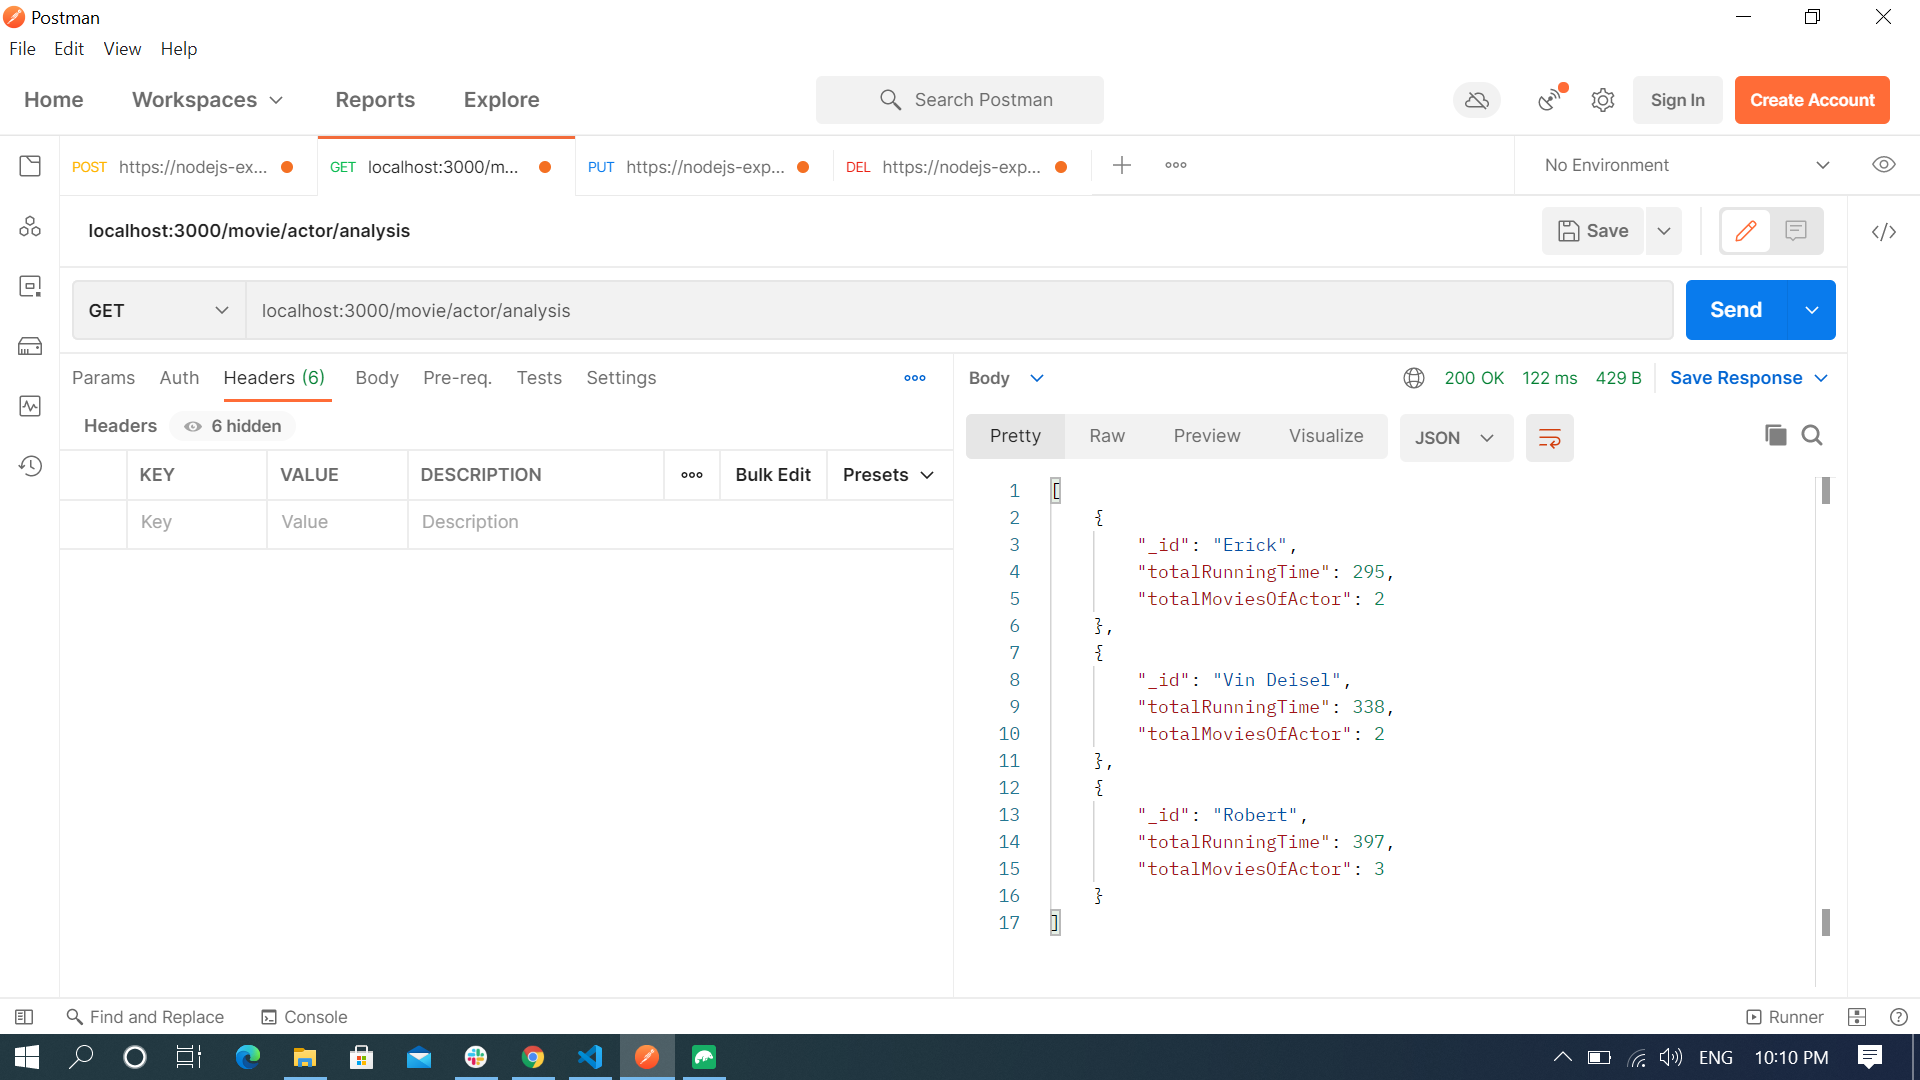 Postman
File Edit View Help
Home Workspaces Reports Explore Search Postman Sign In Create Account
POST https://nodejs-ex... GET localhost:3000/m... PUT https://nodejs-exp... DEL https://nodejs-exp... No Environment
localhost:3000/movie/actor/analysis Save
GET localhost:3000/movie/actor/analysis Send
Params Auth Headers (6) Body Pre-req. Tests Settings
Body 200 OK 122 ms 429 B Save Response
Headers 6 hidden
KEY VALUE DESCRIPTION Bulk Edit Presets
Key Value Description
Pretty Raw Preview Visualize JSON
1 [
2 {
3 "_id": "Erick",
4 "totalRunningTime": 295,
5 "totalMoviesOfActor": 2
6 },
7 {
8 "_id": "Vin Deisel",
9 "totalRunningTime": 338,
10 "totalMoviesOfActor": 2
11 },
12 {
13 "_id": "Robert",
14 "totalRunningTime": 397,
15 "totalMoviesOfActor": 3
16 }
17 ]
Find and Replace Console Runner
ENG 10:10 PM